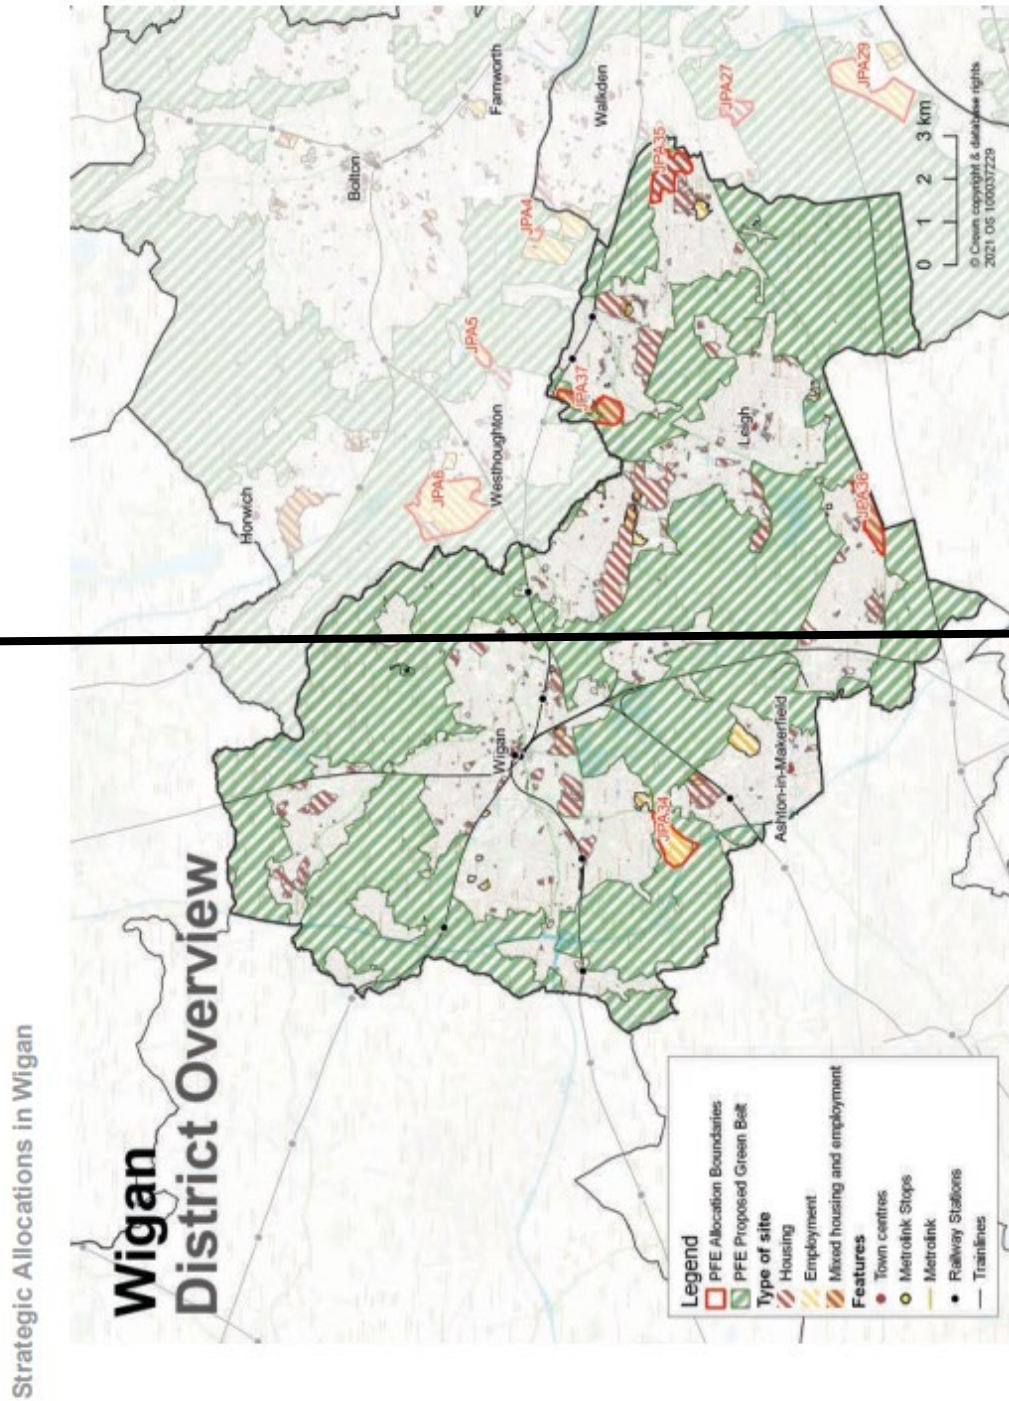 Strategic Allocations in Wigan
Wigan
District Overview
Horwich
Bolton
Farnworth
Walkden
Westhoughton
Wigan
Leigh
Ashton-in-Makerfield
JPA4
JPA5
JPA6
JPA27
JPA29
JPA34
JPA35
JPA36
JPA37
Legend
PFE Allocation Boundaries
PFE Proposed Green Belt
Type of site
Housing
Employment
Mixed housing and employment
Features
Town centres
Metrolink Stops
Metrolink
Railway Stations
Trainlines
0 1 2 3 km
© Crown copyright & database rights
2021 OS 100037229